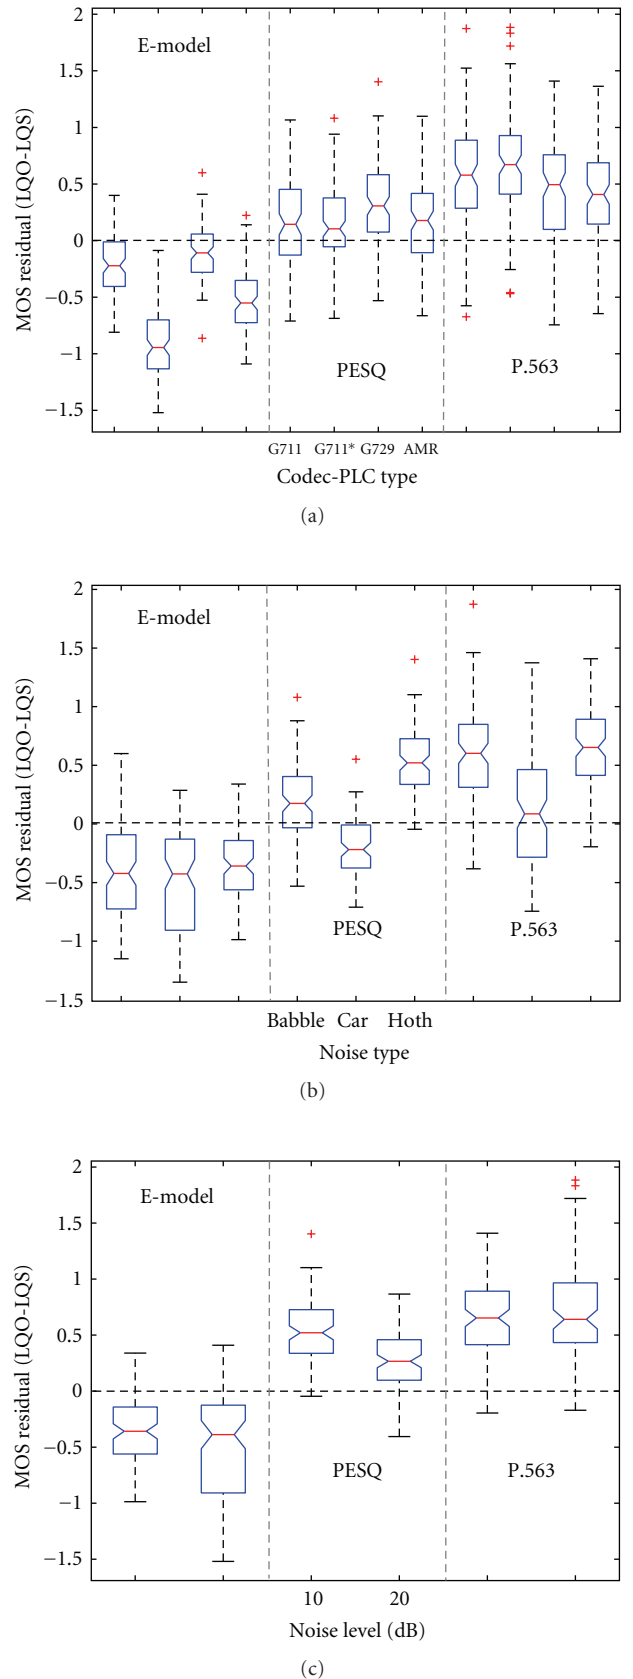 2
1.5
1
0.5
0
−0.5
−1
−1.5
MOS residual (LQO-LQS)
E-model
PESQ
P.563
G711 G711* G729 AMR
Codec-PLC type
(a)
2
1.5
1
0.5
0
−0.5
−1
−1.5
MOS residual (LQO-LQS)
E-model
PESQ
P.563
Babble Car Hoth
Noise type
(b)
2
1.5
1
0.5
0
−0.5
−1
−1.5
MOS residual (LQO-LQS)
E-model
PESQ
P.563
10 20
Noise level (dB)
(c)